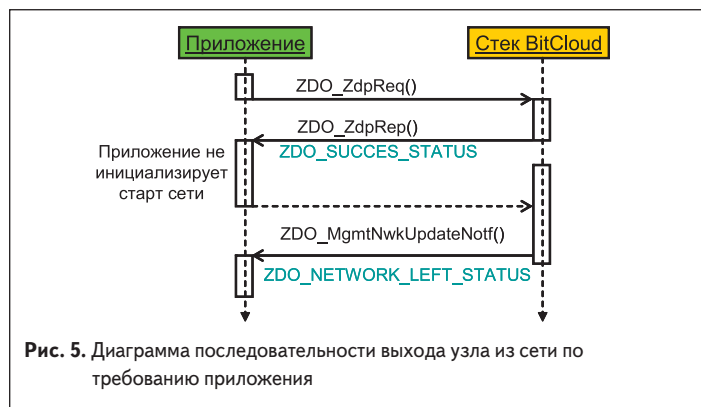 Приложение
Стек BitCloud
ZDO_ZdpReq()
ZDO_ZdpRep()
ZDO_SUCCES_STATUS
Приложение не
инициализирует
старт сети
ZDO_MgmtNwkUpdateNotf()
ZDO_NETWORK_LEFT_STATUS
Рис. 5. Диаграмма последовательности выхода узла из сети по
требованию приложения